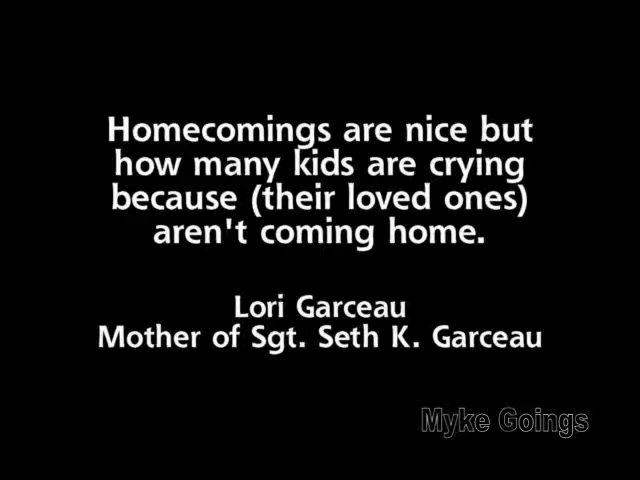 Homecomings are nice but
how many kids are crying
because (their loved ones)
aren't coming home.
Lori Garceau
Mother of Sgt. Seth K. Garceau
Myke Goings